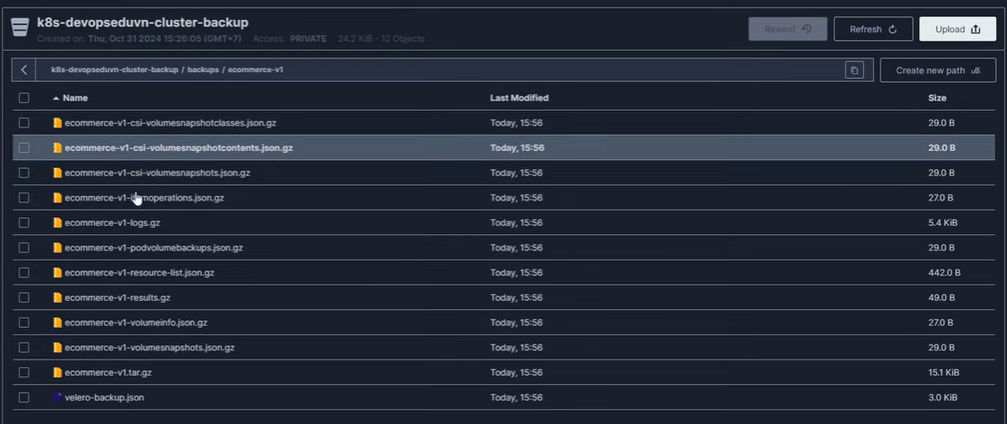 k8s-devopseduvn-cluster-backup
Created on: Thu, Oct 31 2024 15:26:05 (GMT+7) Access: PRIVATE 24.2 KiB - 12 Objects
Rewind Refresh Upload
k8s-devopseduvn-cluster-backup / backups / ecommerce-v1
Create new path
Name Last Modified Size
ecommerce-v1-csi-volumesnapshotclasses.json.gz Today, 15:56 29.0 B
ecommerce-v1-csi-volumesnapshotcontents.json.gz Today, 15:56 29.0 B
ecommerce-v1-csi-volumesnapshots.json.gz Today, 15:56 29.0 B
ecommerce-v1-itemoperations.json.gz Today, 15:56 27.0 B
ecommerce-v1-logs.gz Today, 15:56 5.4 KiB
ecommerce-v1-podvolumebackups.json.gz Today, 15:56 29.0 B
ecommerce-v1-resource-list.json.gz Today, 15:56 442.0 B
ecommerce-v1-results.gz Today, 15:56 49.0 B
ecommerce-v1-volumeinfo.json.gz Today, 15:56 27.0 B
ecommerce-v1-volumesnapshots.json.gz Today, 15:56 29.0 B
ecommerce-v1.tar.gz Today, 15:56 15.1 KiB
velero-backup.json Today, 15:56 3.0 KiB